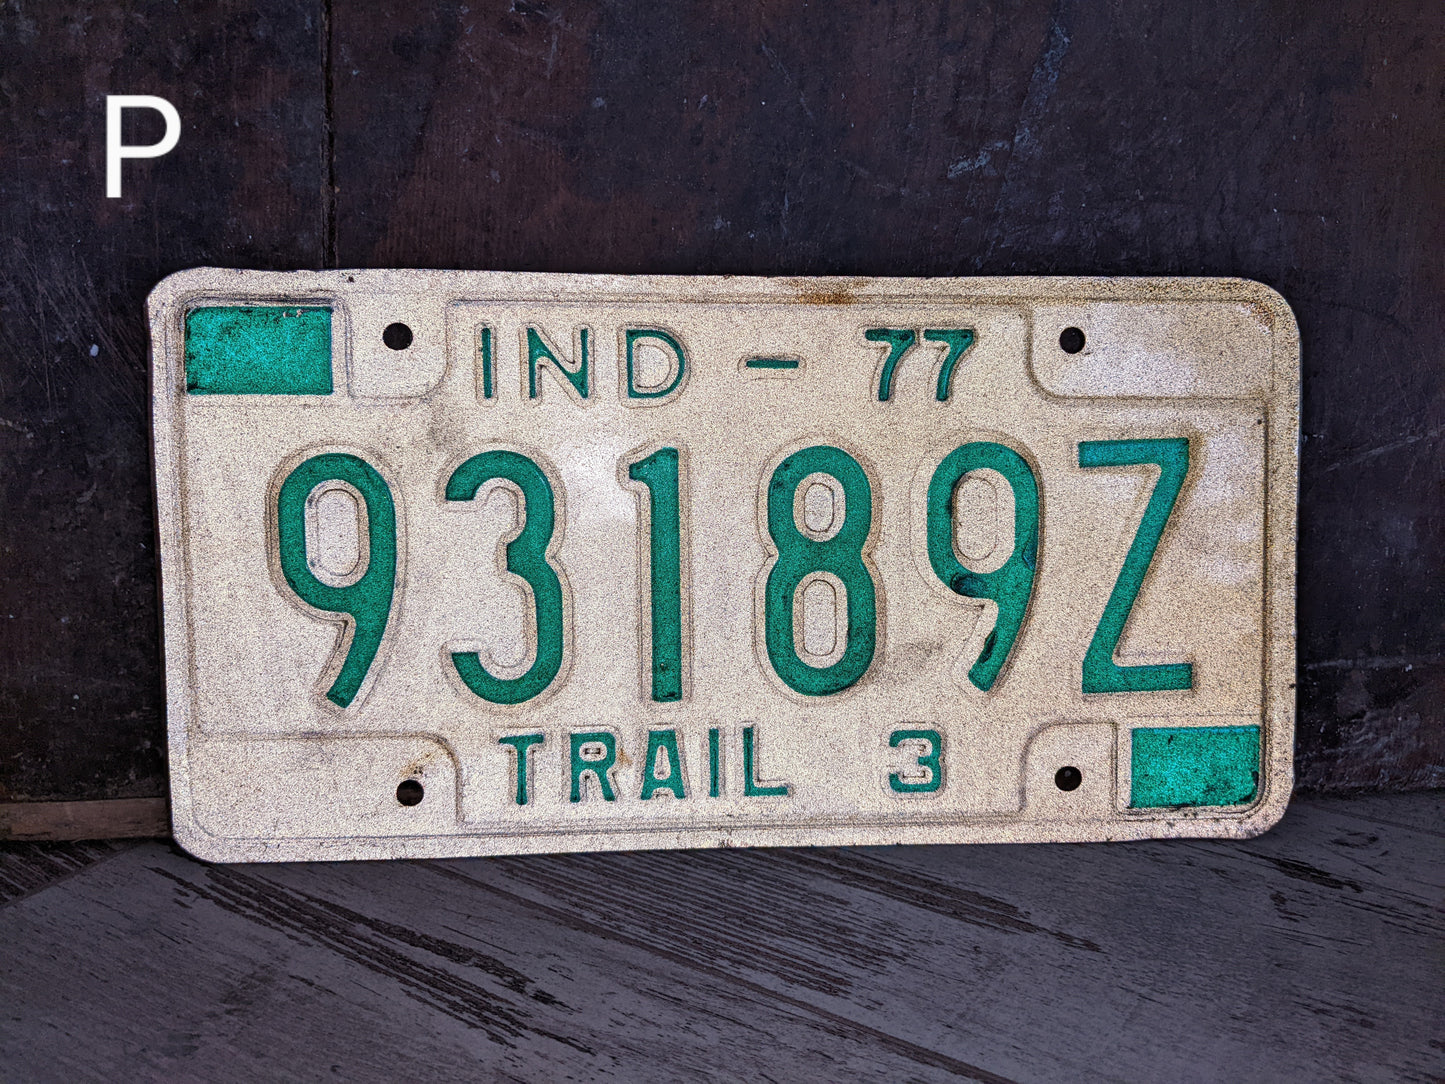 P
IND - 77
93189Z
TRAIL 3